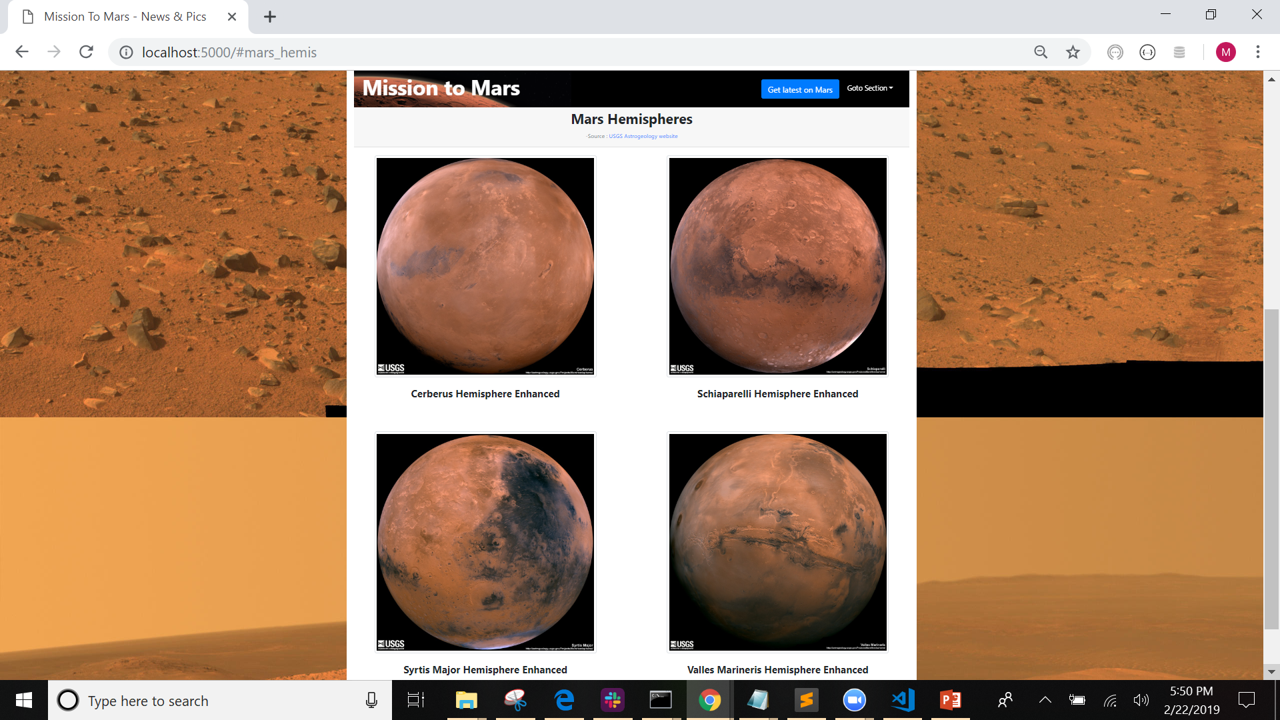 Mission To Mars - News & Pics
localhost:5000/#mars_hemis
M
Mission to Mars
Get latest on Mars
Goto Section
Mars Hemispheres
Source : USGS Astrogeology website
USGS
Cerberus
USGS
Schiaparelli
Cerberus Hemisphere Enhanced
Schiaparelli Hemisphere Enhanced
USGS
Syrtis Major
USGS
Valles Marineris
Syrtis Major Hemisphere Enhanced
Valles Marineris Hemisphere Enhanced
Type here to search
5:50 PM
2/22/2019